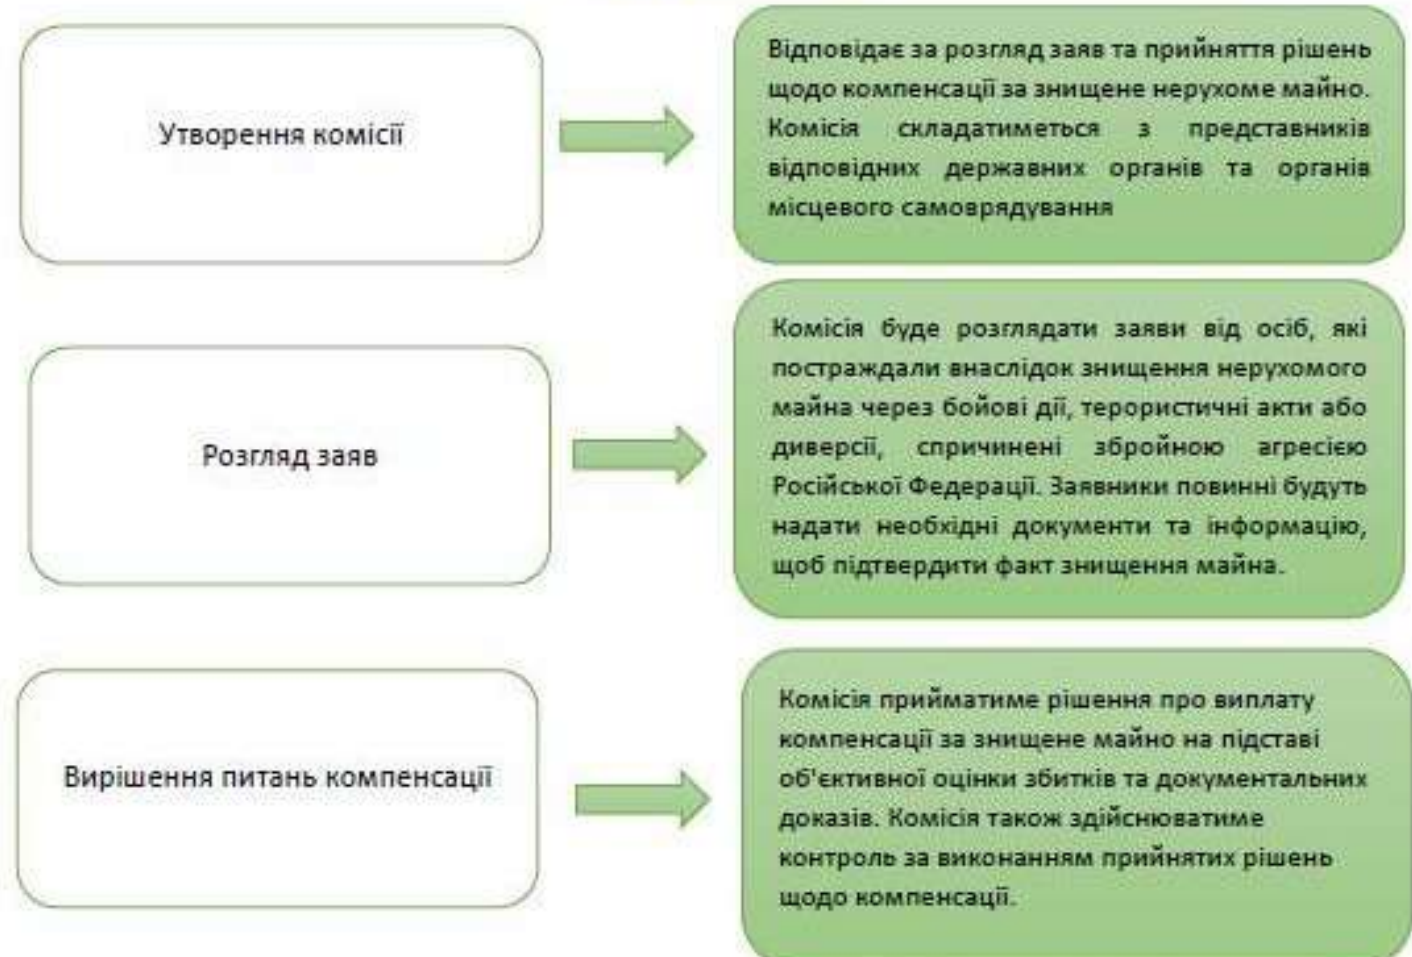 Утворення комісії
Відповідає за розгляд заяв та прийняття рішень
щодо компенсації за знищене нерухоме майно.
Комісія складатиметься з представників
відповідних державних органів та органів
місцевого самоврядування
Розгляд заяв
Комісія буде розглядати заяви від осіб, які
постраждали внаслідок знищення нерухомого
майна через бойові дії, терористичні акти або
диверсії, спричинені збройною агресією
Російської Федерації. Заявники повинні будуть
надати необхідні документи та інформацію,
щоб підтвердити факт знищення майна.
Вирішення питань компенсації
Комісія прийматиме рішення про виплату
компенсації за знищене майно на підставі
об'єктивної оцінки збитків та документальних
доказів. Комісія також здійснюватиме
контроль за виконанням прийнятих рішень
щодо компенсації.